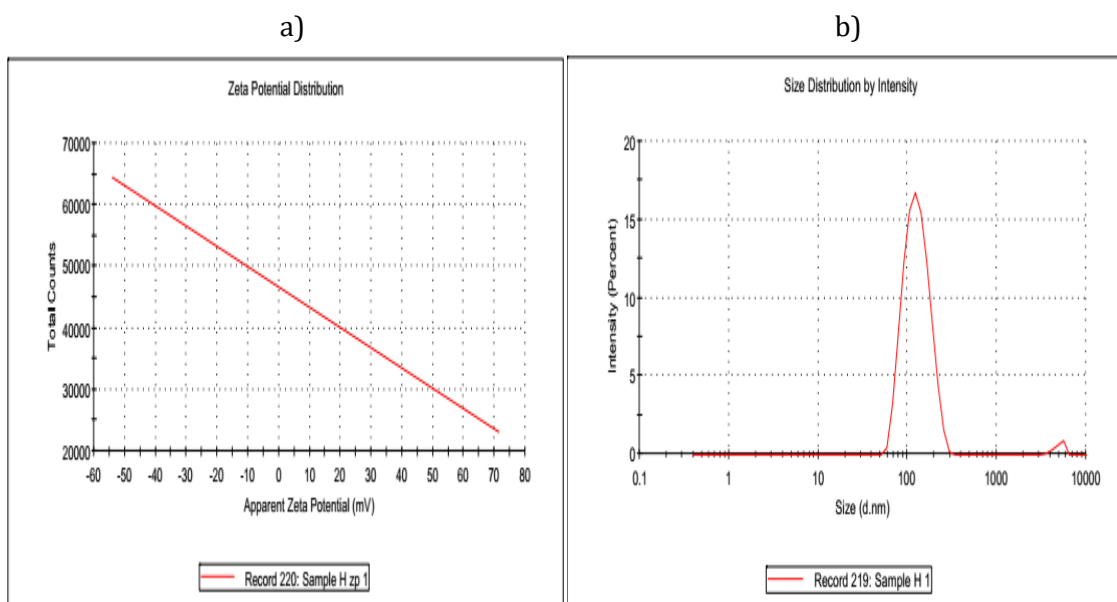 a)
b)
Zeta Potential Distribution
Total Counts
70000
60000
50000
40000
30000
20000
-60 -50 -40 -30 -20 -10 0 10 20 30 40 50 60 70 80
Apparent Zeta Potential (mV)
Record 220: Sample H zp 1
Size Distribution by Intensity
Intensity (Percent)
20
15
10
5
0
0.1 1 10 100 1000 10000
Size (d.nm)
Record 219: Sample H 1